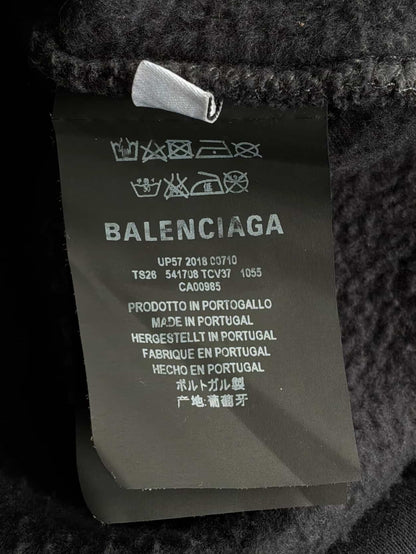 BALENCIAGA
UP57 2018 00710
TS26 541708 TCV37 1055
CA00985
PRODOTTO IN PORTOGALLO
MADE IN PORTUGAL
HERGESTELLT IN PORTUGAL
FABRIQUE EN PORTUGAL
HECHO EN PORTUGAL
ポルトガル製
产地:葡萄牙